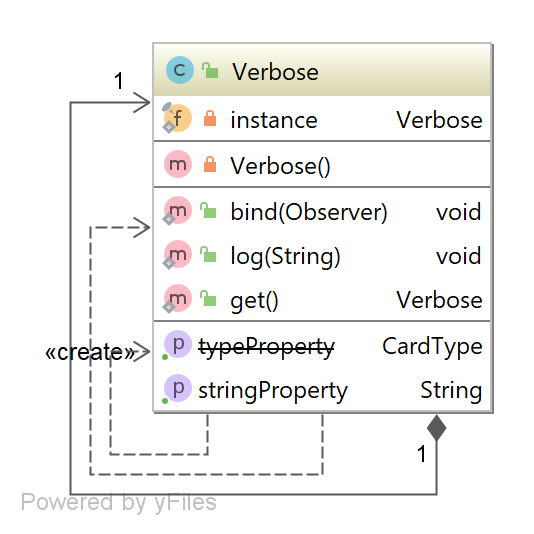 1
C Verbose
f instance Verbose
m Verbose()
m bind(Observer) void
m log(String) void
m get() Verbose
«create» p typeProperty CardType
p stringProperty String
1
Powered by yFiles